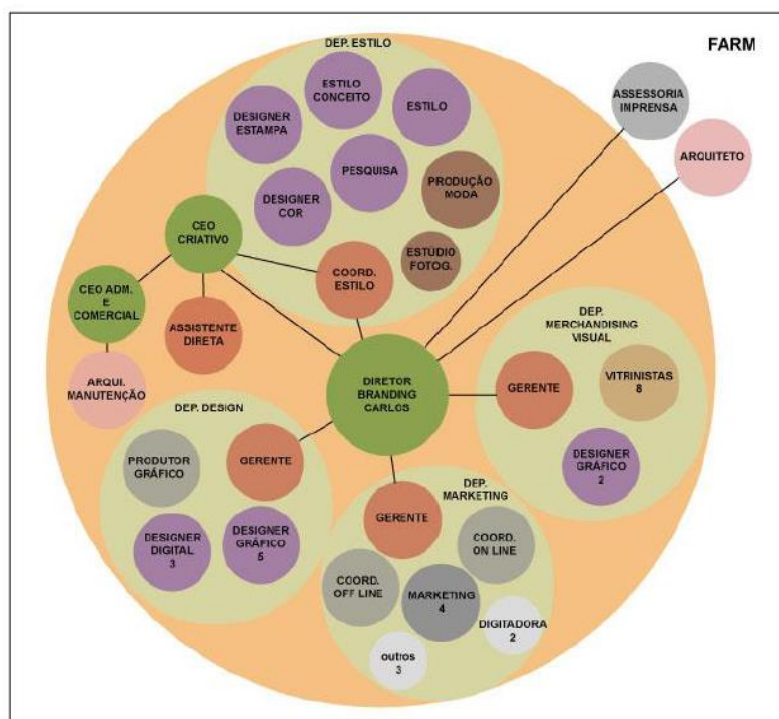 DEP. ESTILO
FARM
ESTILO
CONCEITO
ESTILO
DESIGNER
ESTAMPA
PESQUISA
PIRODUÇÃO
MODA
DESIGNER
COR
ASSESSORIA
IMPRENSA
ARQUITETO
CEO
CRIATIVO
ESTÚDIO
FOTOG.
COORD.
ESTILO
CEO ADM.
E
COMERCIAL
ASSISTENTE
DIRETA
ARQUI.
MANUTENÇÃO
DIRETOR
BRANDING
CARLOS
DEP.
MERCHANDISING
VISUAL
GERENTE
VITRINISTAS
8
DESIGNER
GRÁFICO
2
DEP. DESIGN
PRODUTOR
GRÁFICO
GERENTE
DESIGNER
DIGITAL
3
DESIGNER
GRÁFICO
5
DEP.
MARKETING
GERENTE
COORD.
ON LINE
COORD.
OFF LINE
MARKETING
4
DIGITADORA
2
outros
3